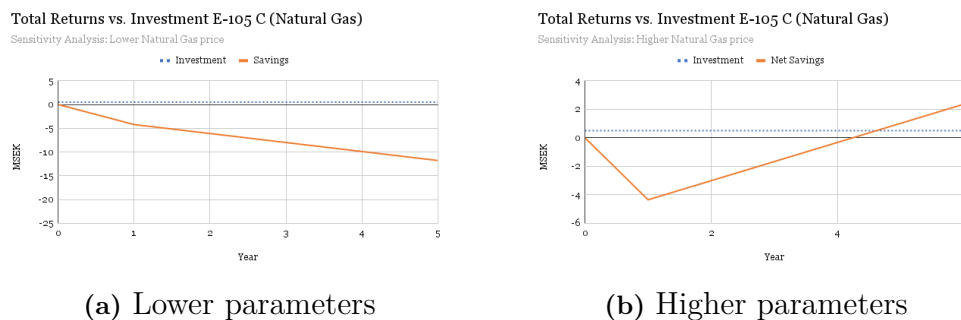 Total Returns vs. Investment E-105 C (Natural Gas)
Sensitivity Analysis: Lower Natural Gas price
Investment Savings
5
0
-5
-10
-15
-20
-25
MSEK
0 1 2 3 4 5
Year
(a) Lower parameters
Total Returns vs. Investment E-105 C (Natural Gas)
Sensitivity Analysis: Higher Natural Gas price
Investment Net Savings
4
2
0
-2
-4
-6
MSEK
0 2 4
Year
(b) Higher parameters